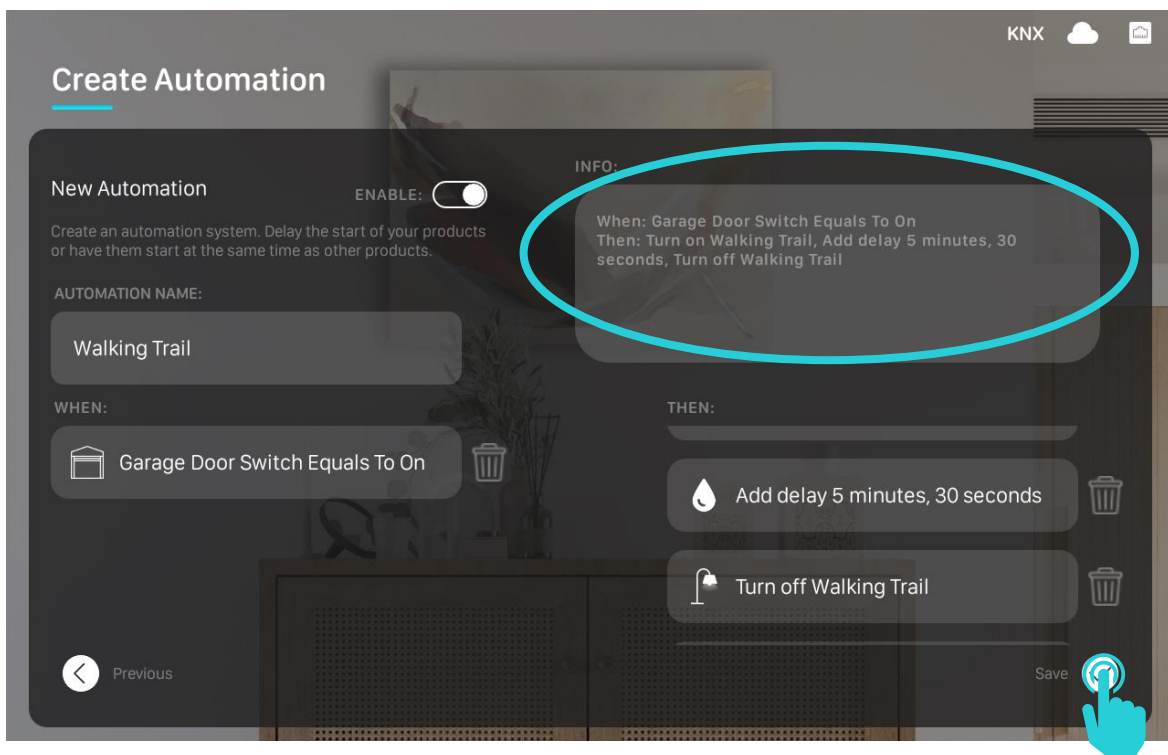 KNX
Create Automation
New Automation
ENABLE:
Create an automation system. Delay the start of your products
or have them start at the same time as other products.
AUTOMATION NAME:
Walking Trail
INFO:
When: Garage Door Switch Equals To On
Then: Turn on Walking Trail, Add delay 5 minutes, 30
seconds, Turn off Walking Trail
WHEN:
Garage Door Switch Equals To On
THEN:
Add delay 5 minutes, 30 seconds
Turn off Walking Trail
Previous
Save